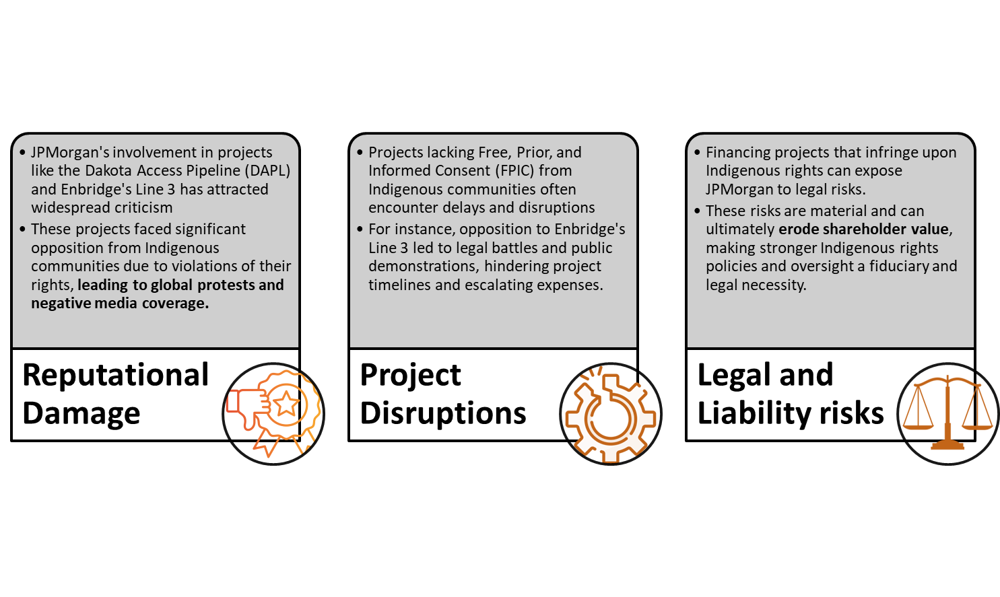 • JPMorgan's involvement in projects
like the Dakota Access Pipeline (DAPL)
and Enbridge's Line 3 has attracted
widespread criticism
• These projects faced significant
opposition from Indigenous
communities due to violations of their
rights, leading to global protests and
negative media coverage.
Reputational
Damage
• Projects lacking Free, Prior, and
Informed Consent (FPIC) from
Indigenous communities often
encounter delays and disruptions
• For instance, opposition to Enbridge's
Line 3 led to legal battles and public
demonstrations, hindering project
timelines and escalating expenses.
Project
Disruptions
• Financing projects that infringe upon
Indigenous rights can expose
JPMorgan to legal risks.
• These risks are material and can
ultimately erode shareholder value,
making stronger Indigenous rights
policies and oversight a fiduciary and
legal necessity.
Legal and
Liability risks